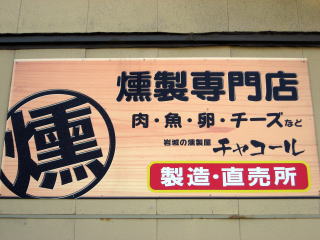 燻
燻製専門店
肉・魚・卵・チーズなど
岩城の燻製屋 チャコール
製造・直売所